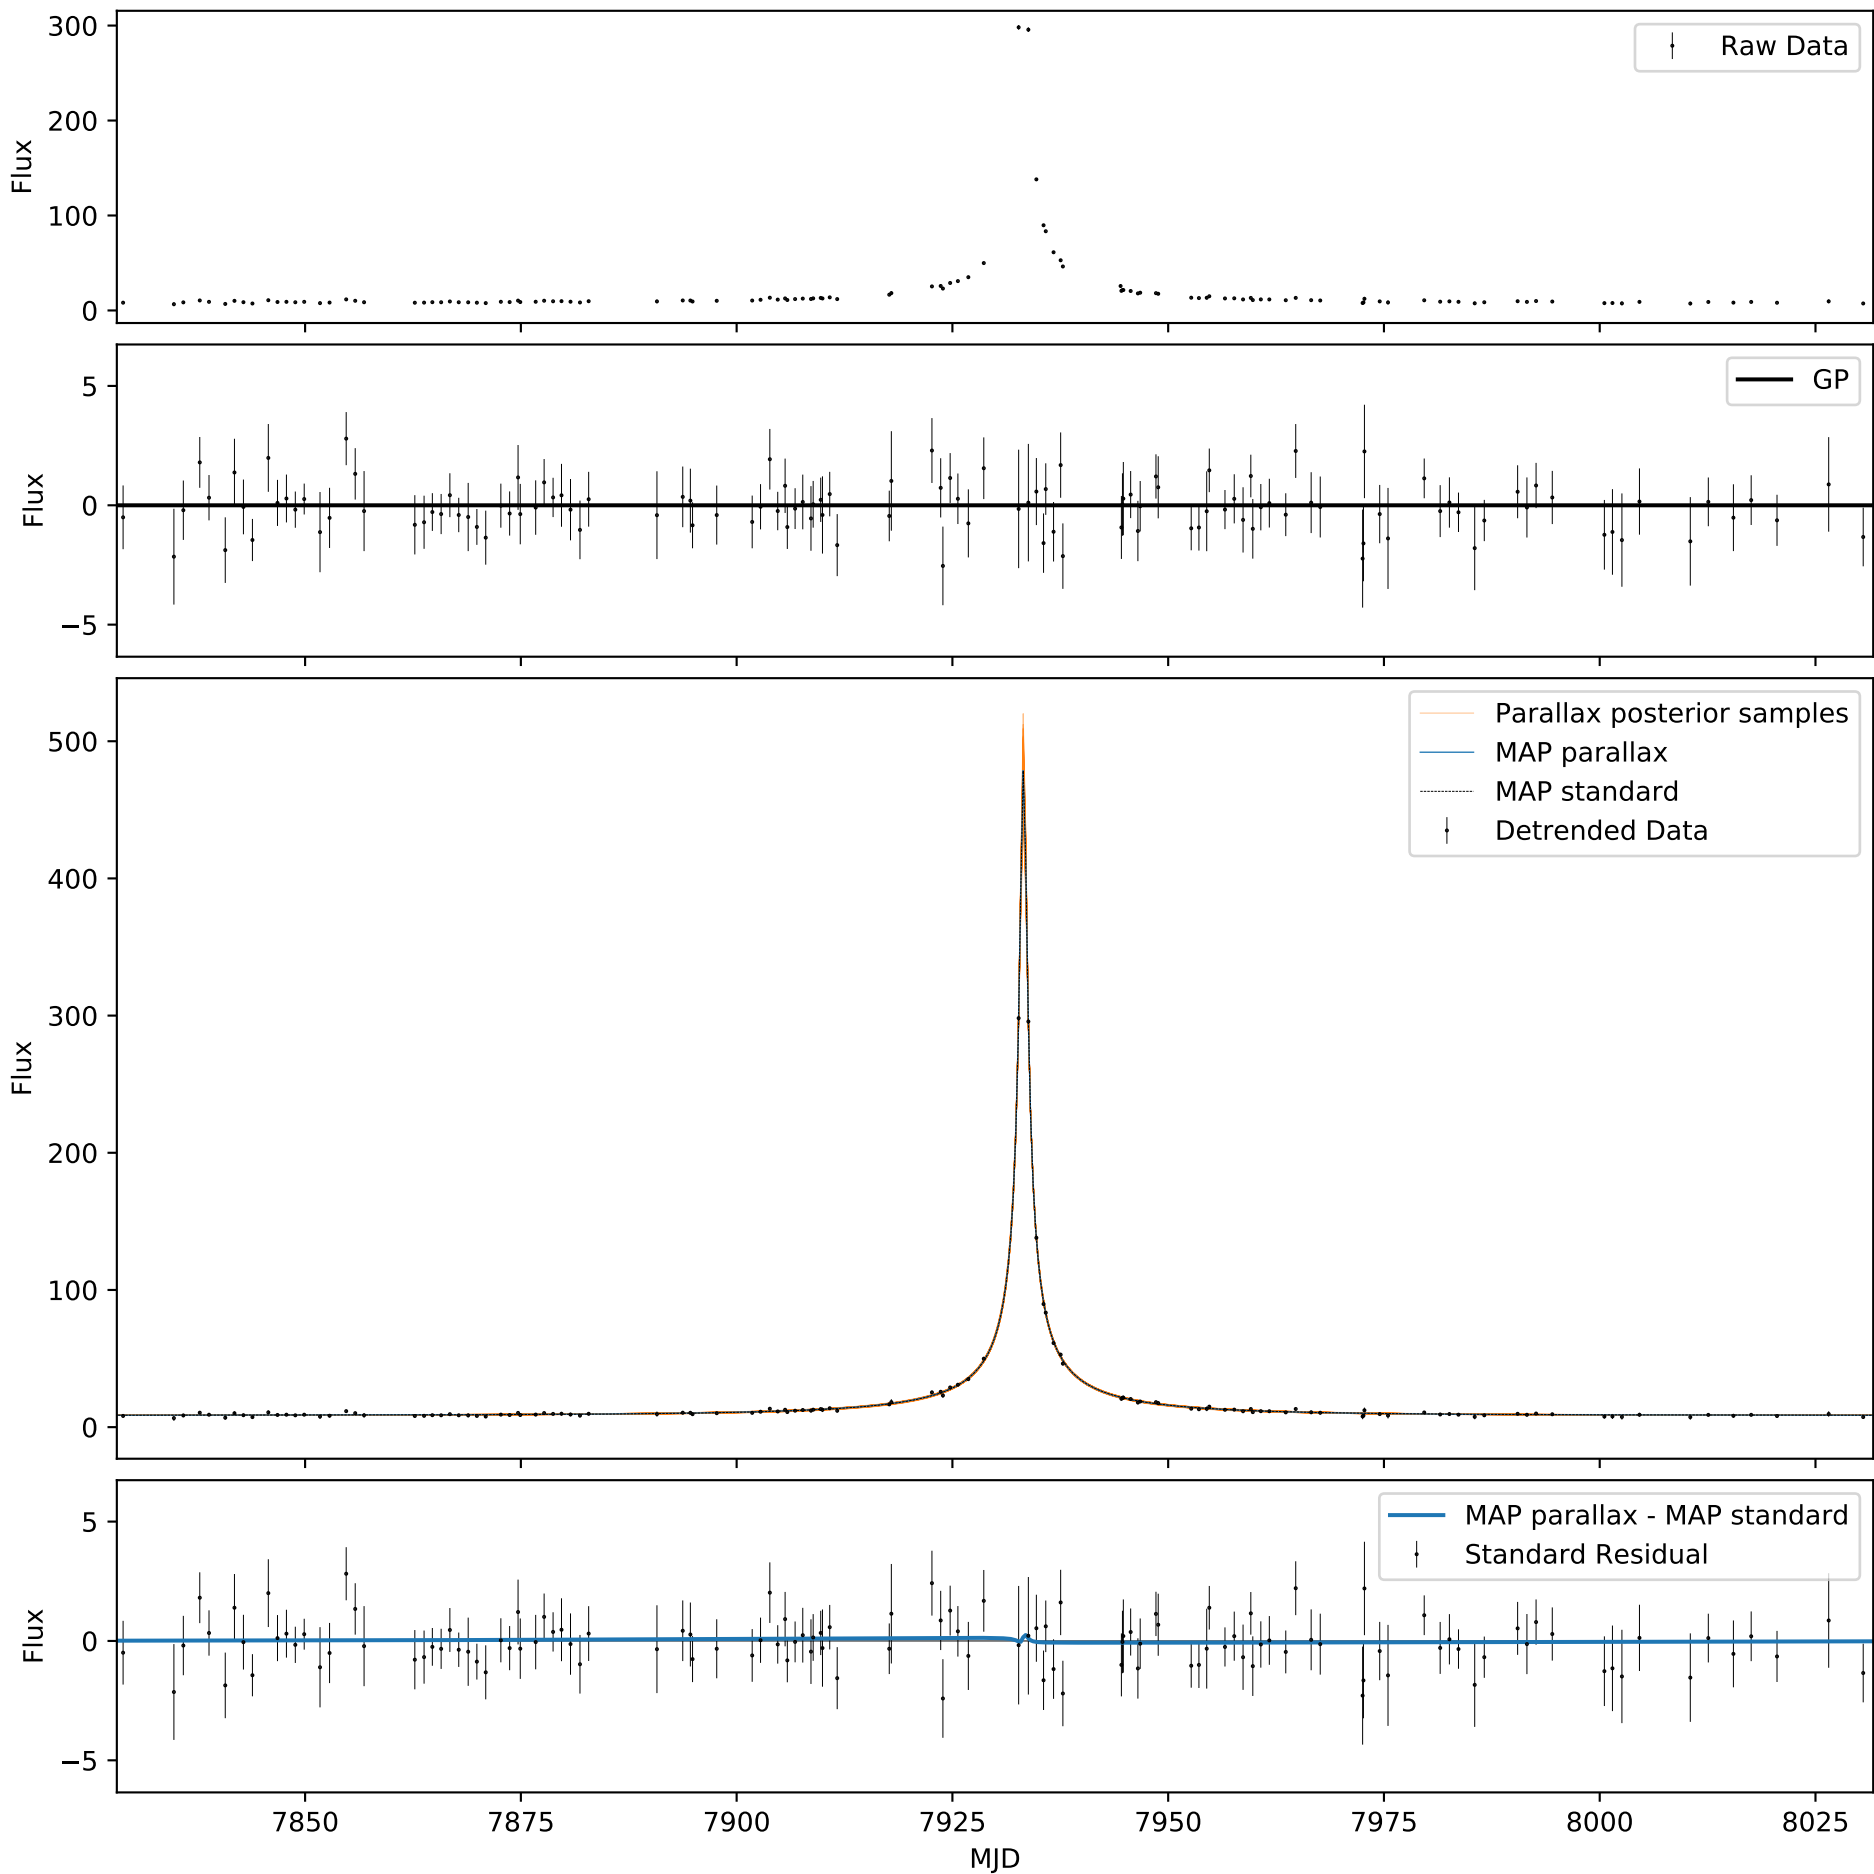 300
200
100
0
Flux
Raw Data
5
0
−5
Flux
GP
500
400
300
200
100
0
Flux
Parallax posterior samples
MAP parallax
MAP standard
Detrended Data
5
0
−5
Flux
MAP parallax - MAP standard
Standard Residual
7850 7875 7900 7925 7950 7975 8000 8025
MJD